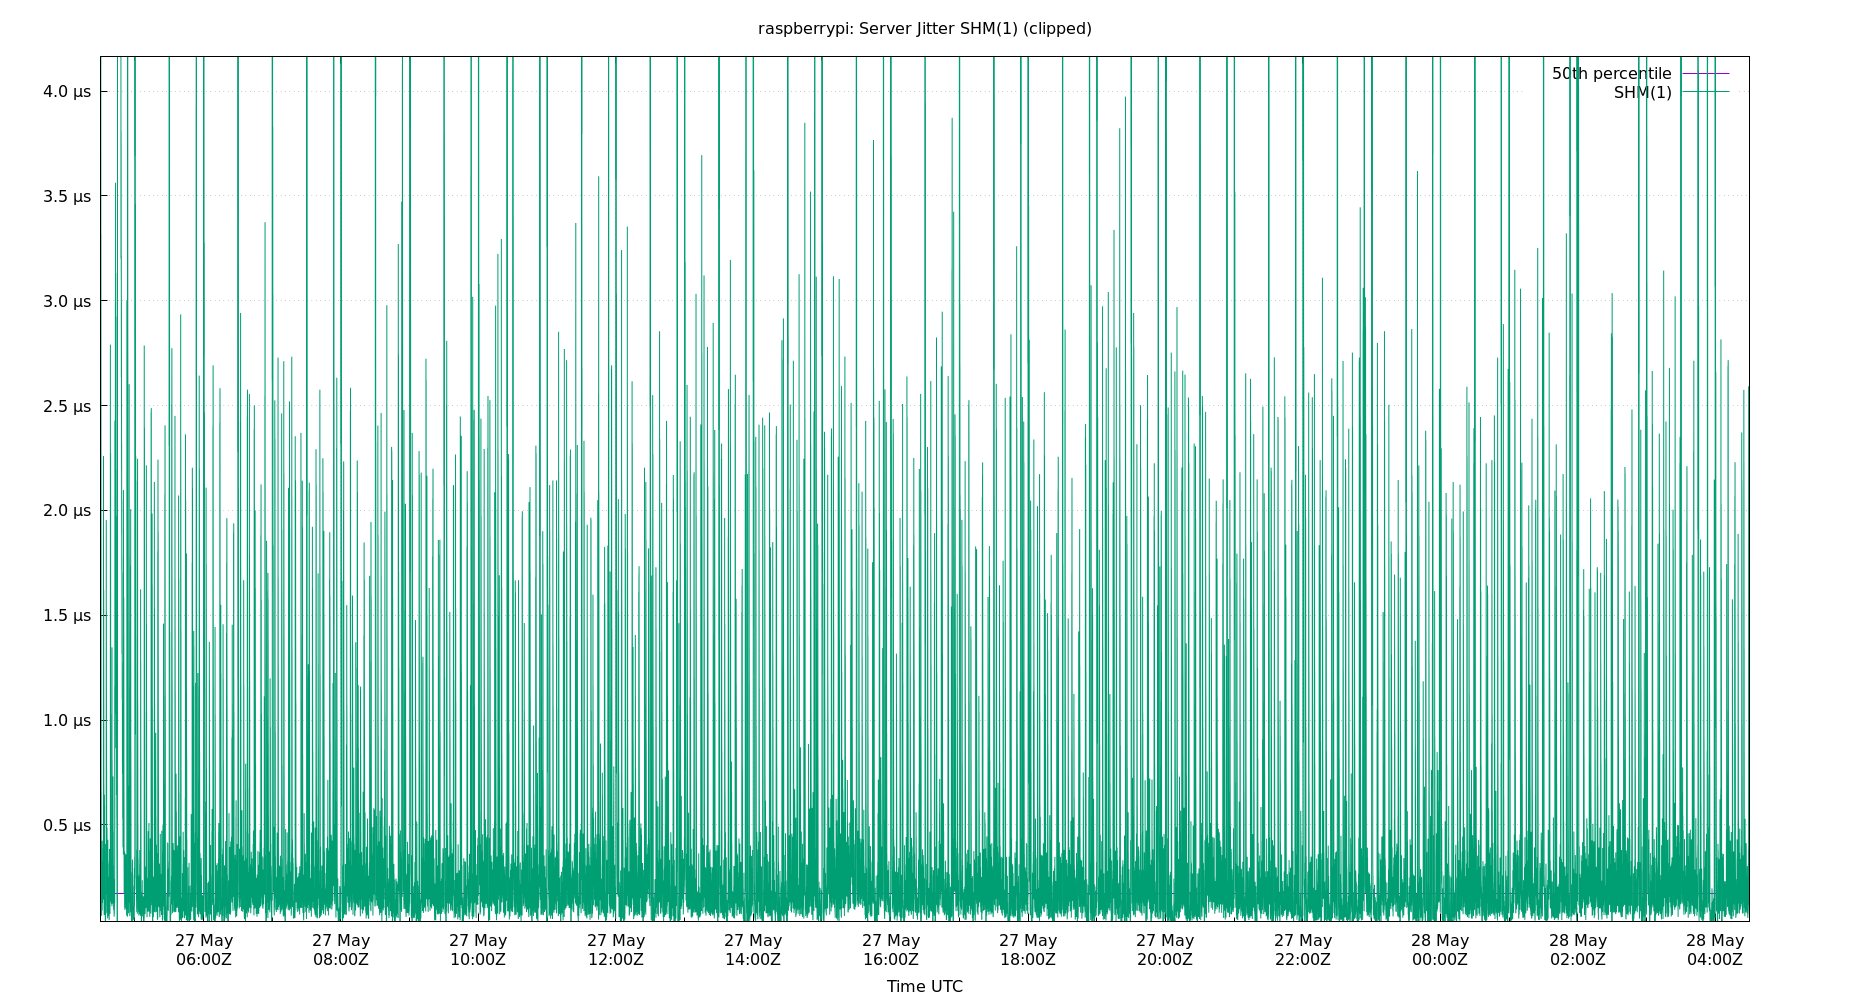 raspberrypi: Server Jitter SHM(1) (clipped)
50th percentile
SHM(1)
4.0 µs
3.5 µs
3.0 µs
2.5 µs
2.0 µs
1.5 µs
1.0 µs
0.5 µs
27 May 27 May 27 May 27 May 27 May 27 May 27 May 27 May 27 May 28 May 28 May 28 May
06:00Z 08:00Z 10:00Z 12:00Z 14:00Z 16:00Z 18:00Z 20:00Z 22:00Z 00:00Z 02:00Z 04:00Z
Time UTC